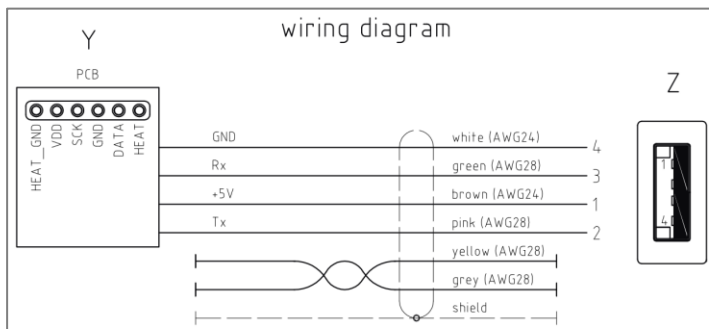 wiring diagram
Y
PCB
HEAT_GND
VDD
SCK
GND
DATA
HEAT
Z
GND white (AWG24) 4
Rx green (AWG28) 3
+5V brown (AWG24) 1
Tx pink (AWG28) 2
yellow (AWG28)
grey (AWG28)
shield
1
4